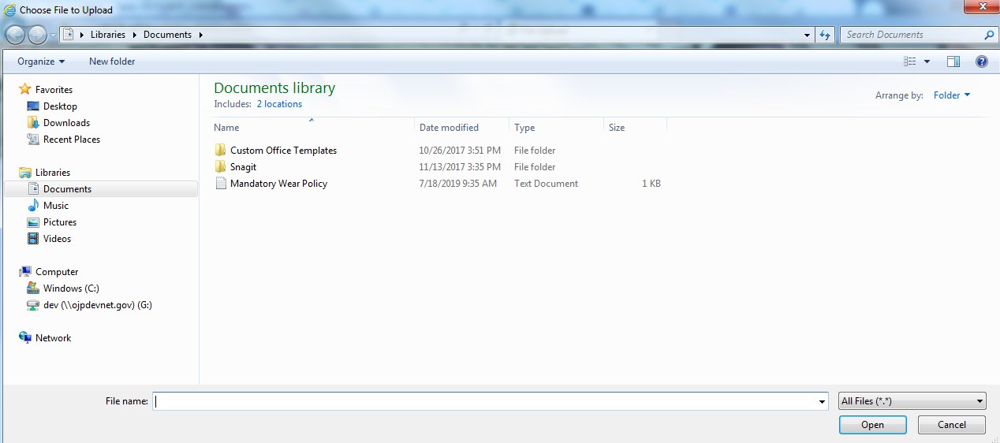 Choose File to Upload
Libraries Documents
Search Documents
Organize New folder
Favorites
Desktop
Downloads
Recent Places
Libraries
Documents
Music
Pictures
Videos
Computer
Windows (C:)
dev (\\ojpdevnet.gov) (G:)
Network
Documents library
Includes: 2 locations
Arrange by: Folder
Name Date modified Type Size
Custom Office Templates 10/26/2017 3:51 PM File folder
Snagit 11/13/2017 3:35 PM File folder
Mandatory Wear Policy 7/18/2019 9:35 AM Text Document 1 KB
File name:
All Files (*.*)
Open Cancel